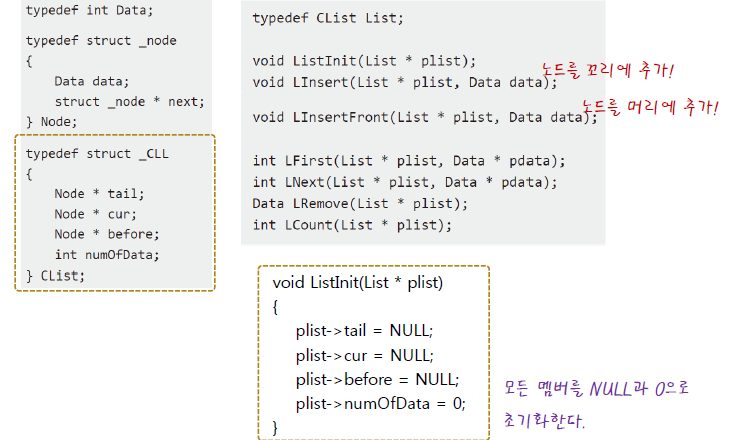 typedef int Data;
typedef struct _node
{
Data data;
struct _node * next;
} Node;
typedef struct _CLL
{
Node * tail;
Node * cur;
Node * before;
int numOfData;
} CList;
typedef CList List;
void ListInit(List * plist);
void LInsert(List * plist, Data data);
노드를 꼬리에 추가!
void LInsertFront(List * plist, Data data);
노드를 머리에 추가!
int LFirst(List * plist, Data * pdata);
int LNext(List * plist, Data * pdata);
Data LRemove(List * plist);
int LCount(List * plist);
void ListInit(List * plist)
{
plist->tail = NULL;
plist->cur = NULL;
plist->before = NULL;
plist->numOfData = 0;
}
모든 멤버를 NULL과 0으로
초기화한다.